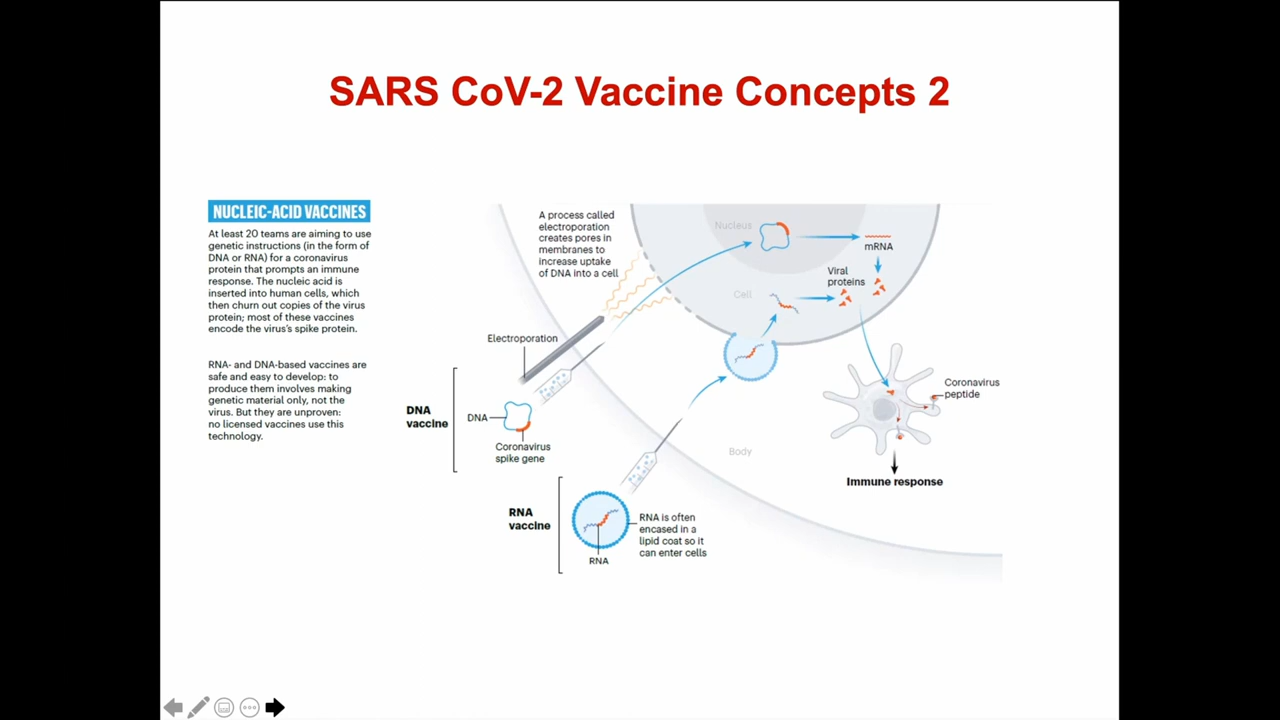 SARS CoV-2 Vaccine Concepts 2
NUCLEIC-ACID VACCINES
At least 20 teams are aiming to use
genetic instructions (in the form of
DNA or RNA) for a coronavirus
protein that prompts an immune
response. The nucleic acid is
inserted into human cells, which
then churn out copies of the virus
protein; most of these vaccines
encode the virus's spike protein.
RNA- and DNA-based vaccines are
safe and easy to develop: to
produce them involves making
genetic material only, not the
virus. But they are unproven:
no licensed vaccines use this
technology.
A process called
electroporation
creates pores in
membranes to
increase uptake
of DNA into a cell
Nucleus
mRNA
Viral
proteins
Cell
Electroporation
DNA
vaccine
DNA
Coronavirus
spike gene
Coronavirus
peptide
Body
Immune response
RNA
vaccine
RNA is often
encased in a
lipid coat so it
can enter cells
RNA